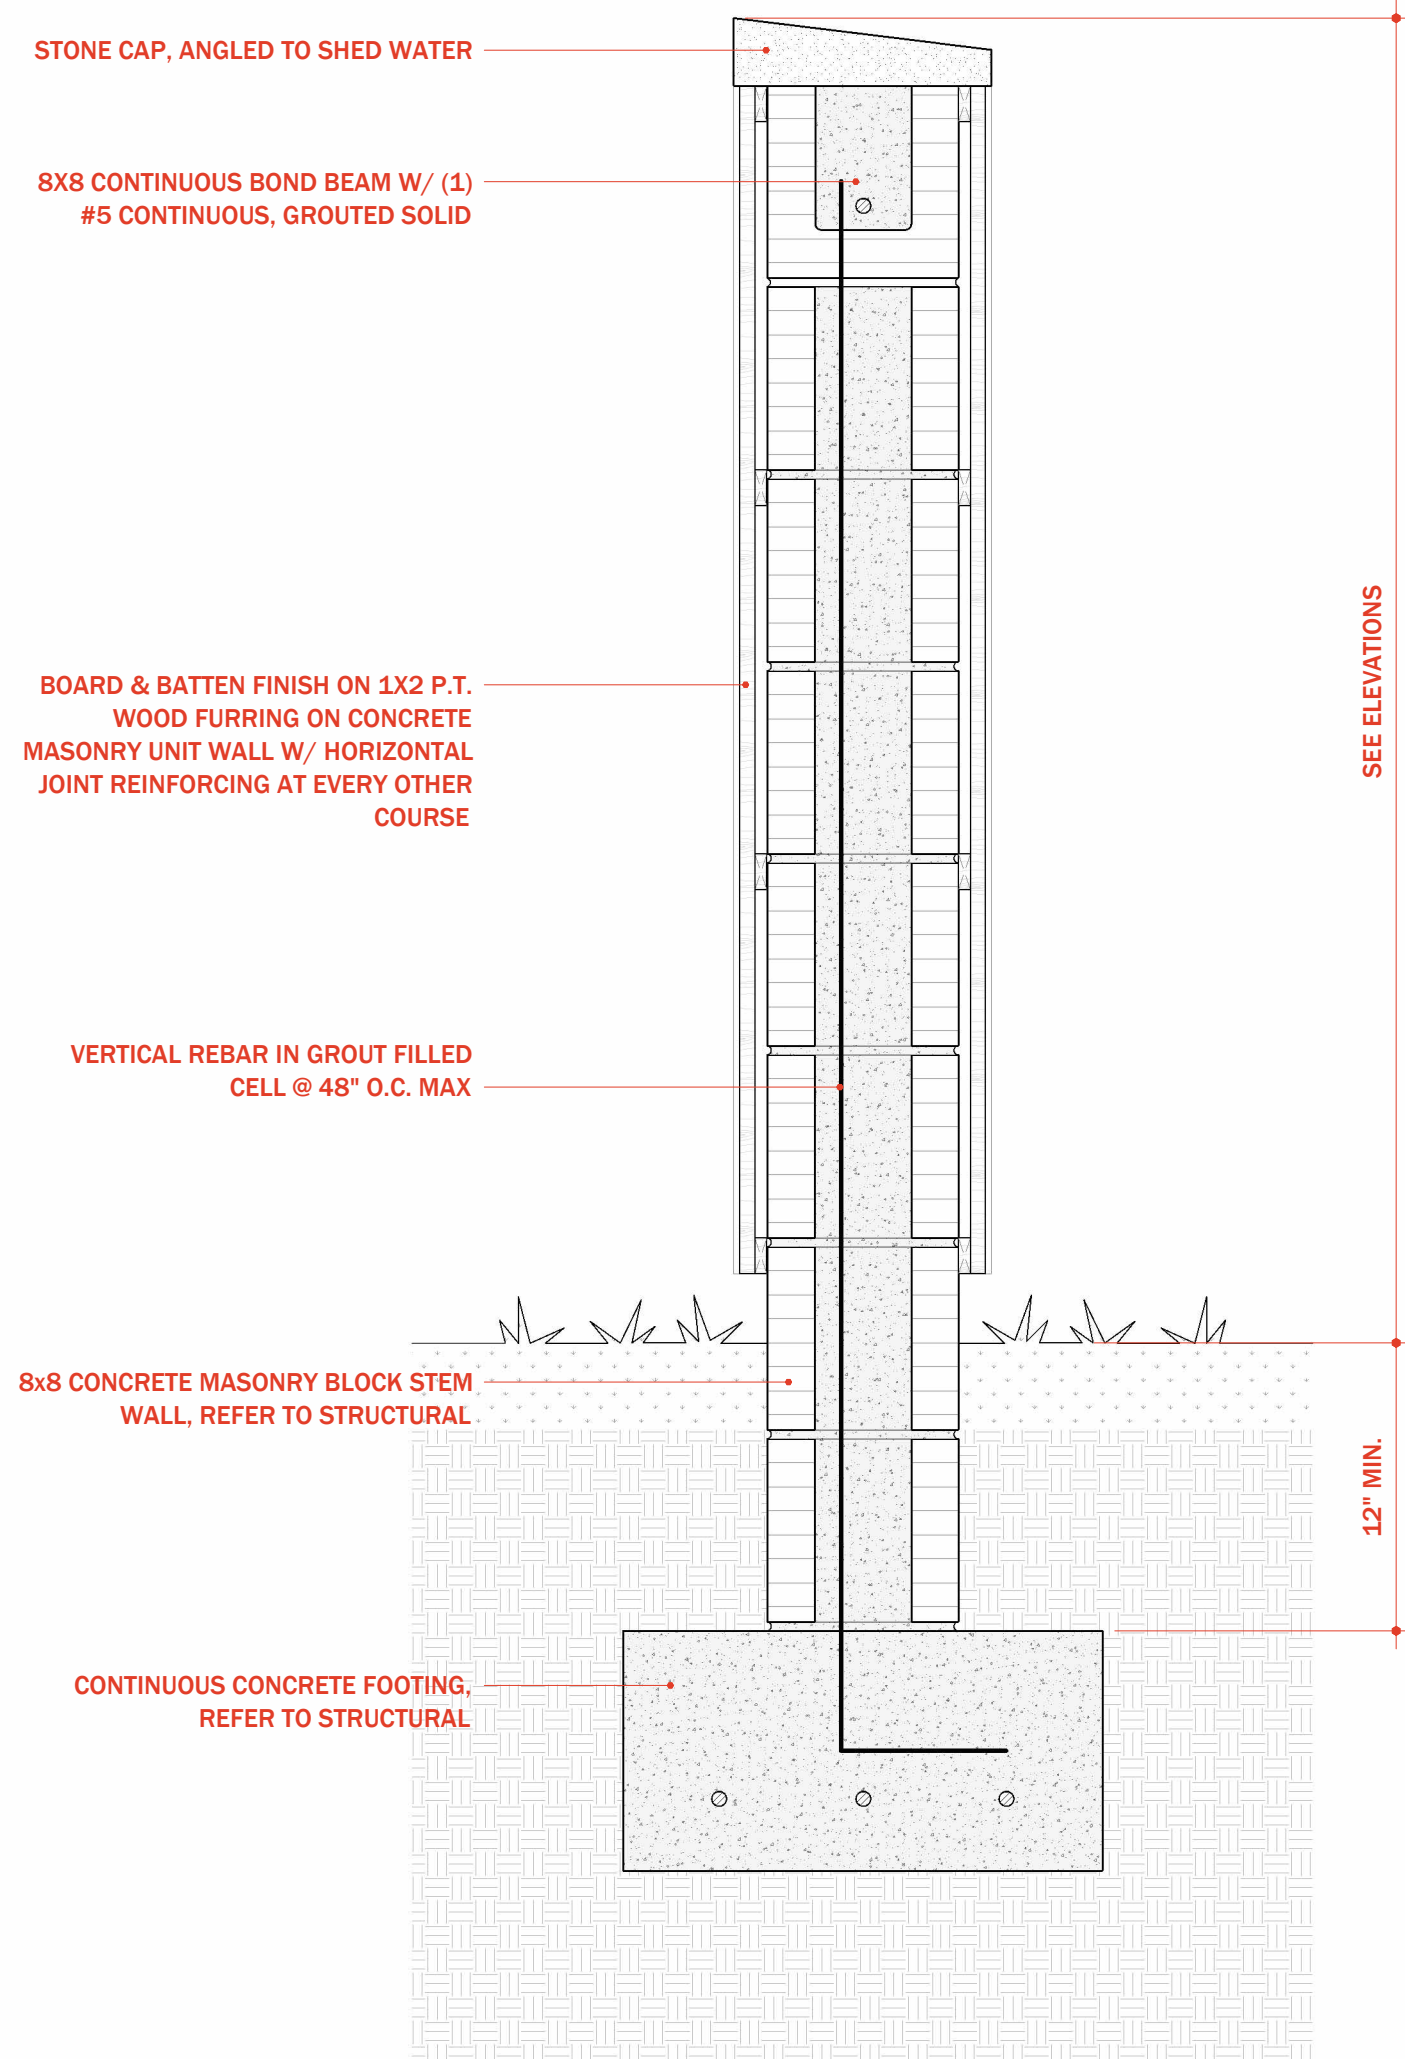 STONE CAP, ANGLED TO SHED WATER
8X8 CONTINUOUS BOND BEAM W/ (1)
#5 CONTINUOUS, GROUTED SOLID
BOARD & BATTEN FINISH ON 1X2 P.T.
WOOD FURRING ON CONCRETE
MASONRY UNIT WALL W/ HORIZONTAL
JOINT REINFORCING AT EVERY OTHER
COURSE
VERTICAL REBAR IN GROUT FILLED
CELL @ 48" O.C. MAX
8x8 CONCRETE MASONRY BLOCK STEM
WALL, REFER TO STRUCTURAL
CONTINUOUS CONCRETE FOOTING,
REFER TO STRUCTURAL
SEE ELEVATIONS
12" MIN.